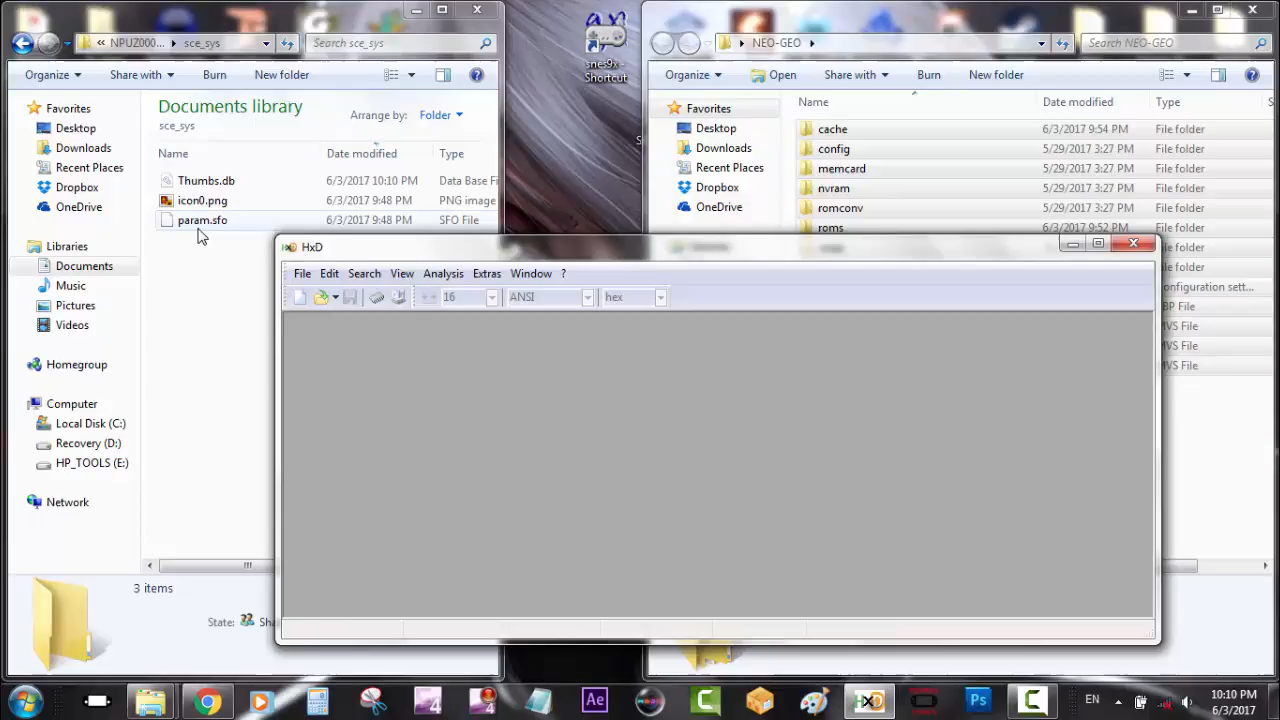 « NPUZ000... ▸ sce_sys
Search sce_sys
Organize
Share with
Burn
New folder
Favorites
Desktop
Downloads
Recent Places
Dropbox
OneDrive
Libraries
Documents
Music
Pictures
Videos
Homegroup
Computer
Local Disk (C:)
Recovery (D:)
HP_TOOLS (E:)
Network
Documents library
sce_sys
Arrange by: Folder
Name Date modified Type
Thumbs.db 6/3/2017 10:10 PM Data Base Fi
icon0.png 6/3/2017 9:48 PM PNG image
param.sfo 6/3/2017 9:48 PM SFO File
3 items
State: Sha
snes9x -
Shortcut
NEO-GEO
Search NEO-GEO
Organize
Open
Share with
Burn
New folder
Favorites
Desktop
Downloads
Recent Places
Dropbox
OneDrive
Name Date modified Type
cache 6/3/2017 9:54 PM File folder
config 5/29/2017 3:27 PM File folder
memcard 5/29/2017 3:27 PM File folder
nvram 5/29/2017 3:27 PM File folder
romconv 5/29/2017 3:27 PM File folder
roms File folder
File folder
File folder
onfiguration sett...
BP File
MVS File
MVS File
MVS File
HxD
File Edit Search View Analysis Extras Window ?
16 ANSI hex
Ae
Ps
EN
10:10 PM
6/3/2017